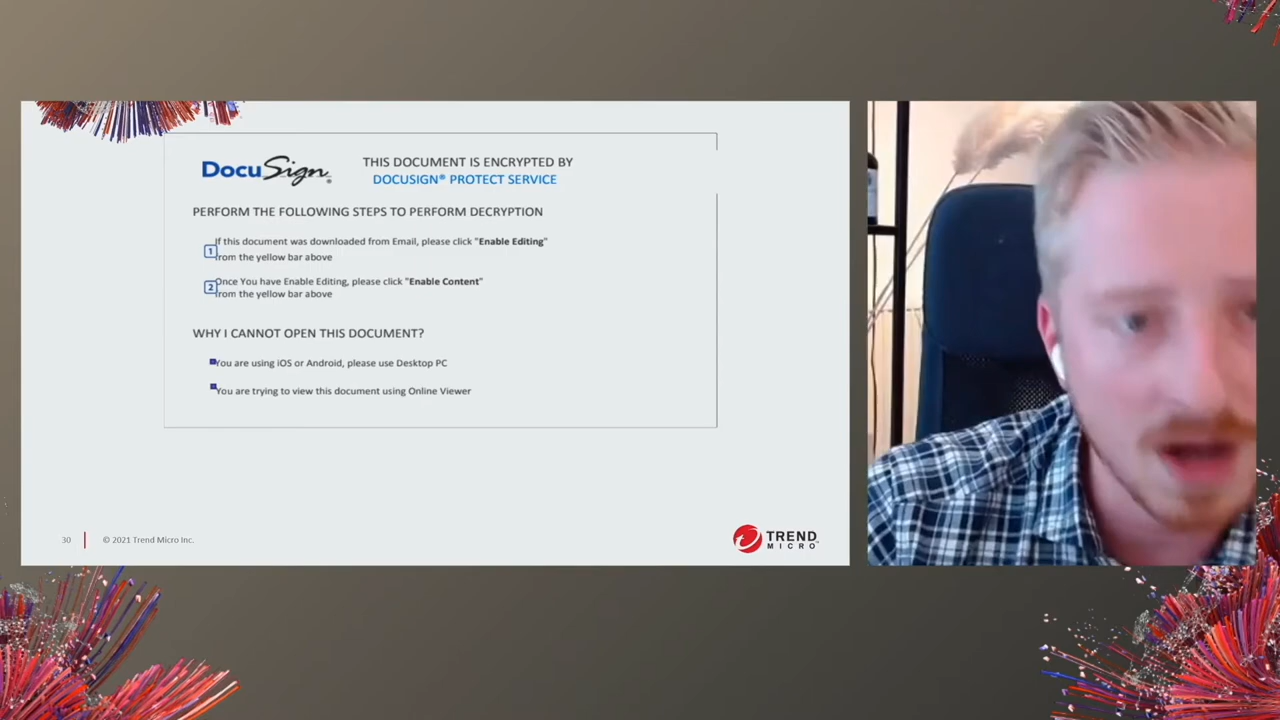 DocuSign®
THIS DOCUMENT IS ENCRYPTED BY
DOCUSIGN® PROTECT SERVICE
PERFORM THE FOLLOWING STEPS TO PERFORM DECRYPTION
1 If this document was downloaded from Email, please click "Enable Editing"
from the yellow bar above
2 Once You have Enable Editing, please click "Enable Content"
from the yellow bar above
WHY I CANNOT OPEN THIS DOCUMENT?
You are using iOS or Android, please use Desktop PC
You are trying to view this document using Online Viewer
30
© 2021 Trend Micro Inc.
TREND
MICRO